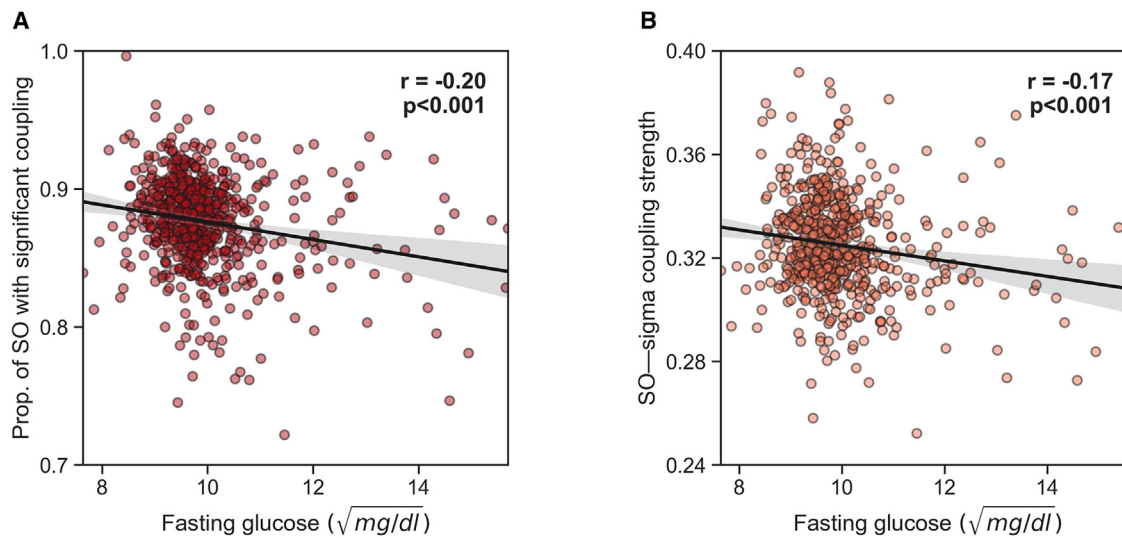 A
Prop. of SO with significant coupling
1.0
0.9
0.8
0.7
r = -0.20
p<0.001
8 10 12 14
Fasting glucose (√mg/dl)
B
SO—sigma coupling strength
0.40
0.36
0.32
0.28
0.24
r = -0.17
p<0.001
8 10 12 14
Fasting glucose (√mg/dl)